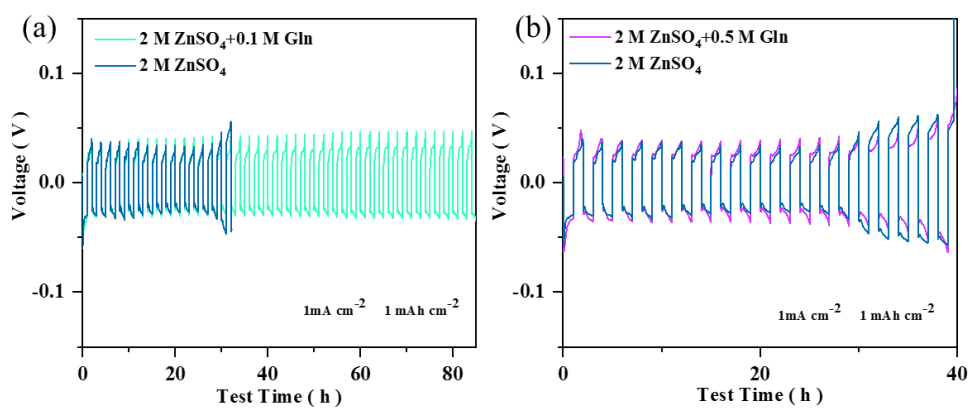 (a)
2 M ZnSO₄+0.1 M Gln
2 M ZnSO₄
0.1
0.0
-0.1
Voltage ( V )
1mA cm⁻² 1 mAh cm⁻²
0 20 40 60 80
Test Time ( h )
(b)
2 M ZnSO₄+0.5 M Gln
2 M ZnSO₄
0.1
0.0
-0.1
Voltage ( V )
1mA cm⁻² 1 mAh cm⁻²
0 20 40
Test Time ( h )